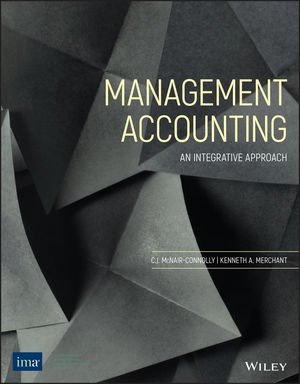 MANAGEMENT
ACCOUNTING
AN INTEGRATIVE APPROACH
C.J. McNAIR-CONNOLLY | KENNETH A. MERCHANT
ima
WILEY